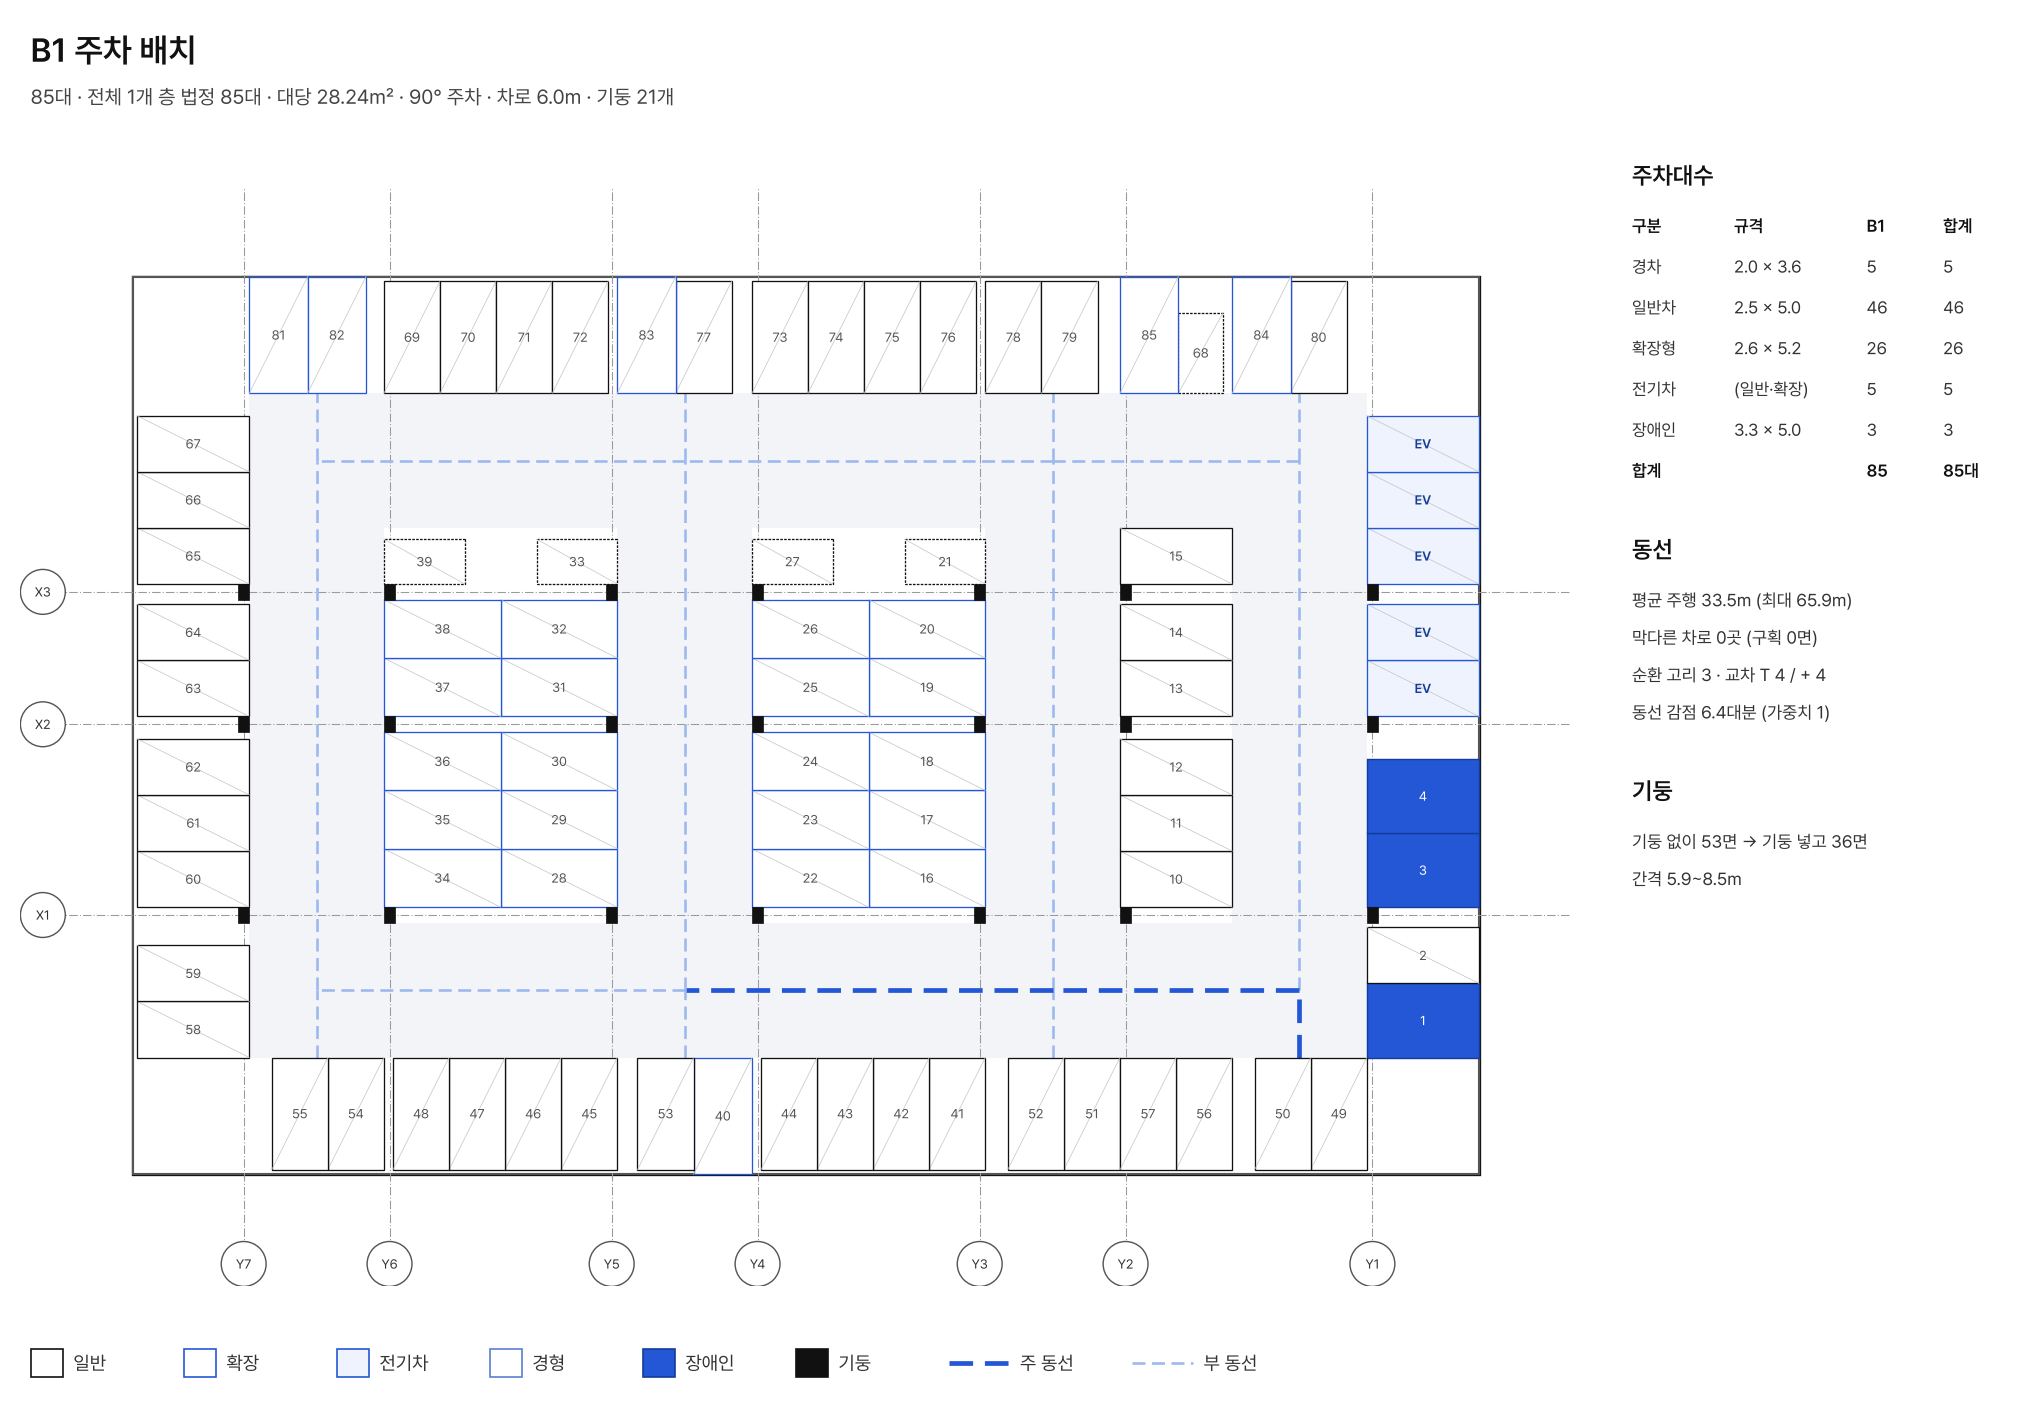 B1 주차 배치
85대 · 전체 1개 층 법정 85대 · 대당 28.24m² · 90° 주차 · 차로 6.0m · 기둥 21개
81 82 69 70 71 72 83 77 73 74 75 76 78 79 85 68 84 80
67 EV
66 EV
65 39 33 27 21 15 EV
X3
64 38 32 26 20 14 EV
63 37 31 25 19 13 EV
X2
62 36 30 24 18 12 4
61 35 29 23 17 11 3
60 34 28 22 16 10
X1
59 2
58 1
55 54 48 47 46 45 53 40 44 43 42 41 52 51 57 56 50 49
Y7 Y6 Y5 Y4 Y3 Y2 Y1
일반 확장 전기차 경형 장애인 기둥 주 동선 부 동선
주차대수
구분 규격 B1 합계
경차 2.0 × 3.6 5 5
일반차 2.5 × 5.0 46 46
확장형 2.6 × 5.2 26 26
전기차 (일반·확장) 5 5
장애인 3.3 × 5.0 3 3
합계 85 85대
동선
평균 주행 33.5m (최대 65.9m)
막다른 차로 0곳 (구획 0면)
순환 고리 3 · 교차 T 4 / + 4
동선 감점 6.4대분 (가중치 1)
기둥
기둥 없이 53면 → 기둥 넣고 36면
간격 5.9~8.5m